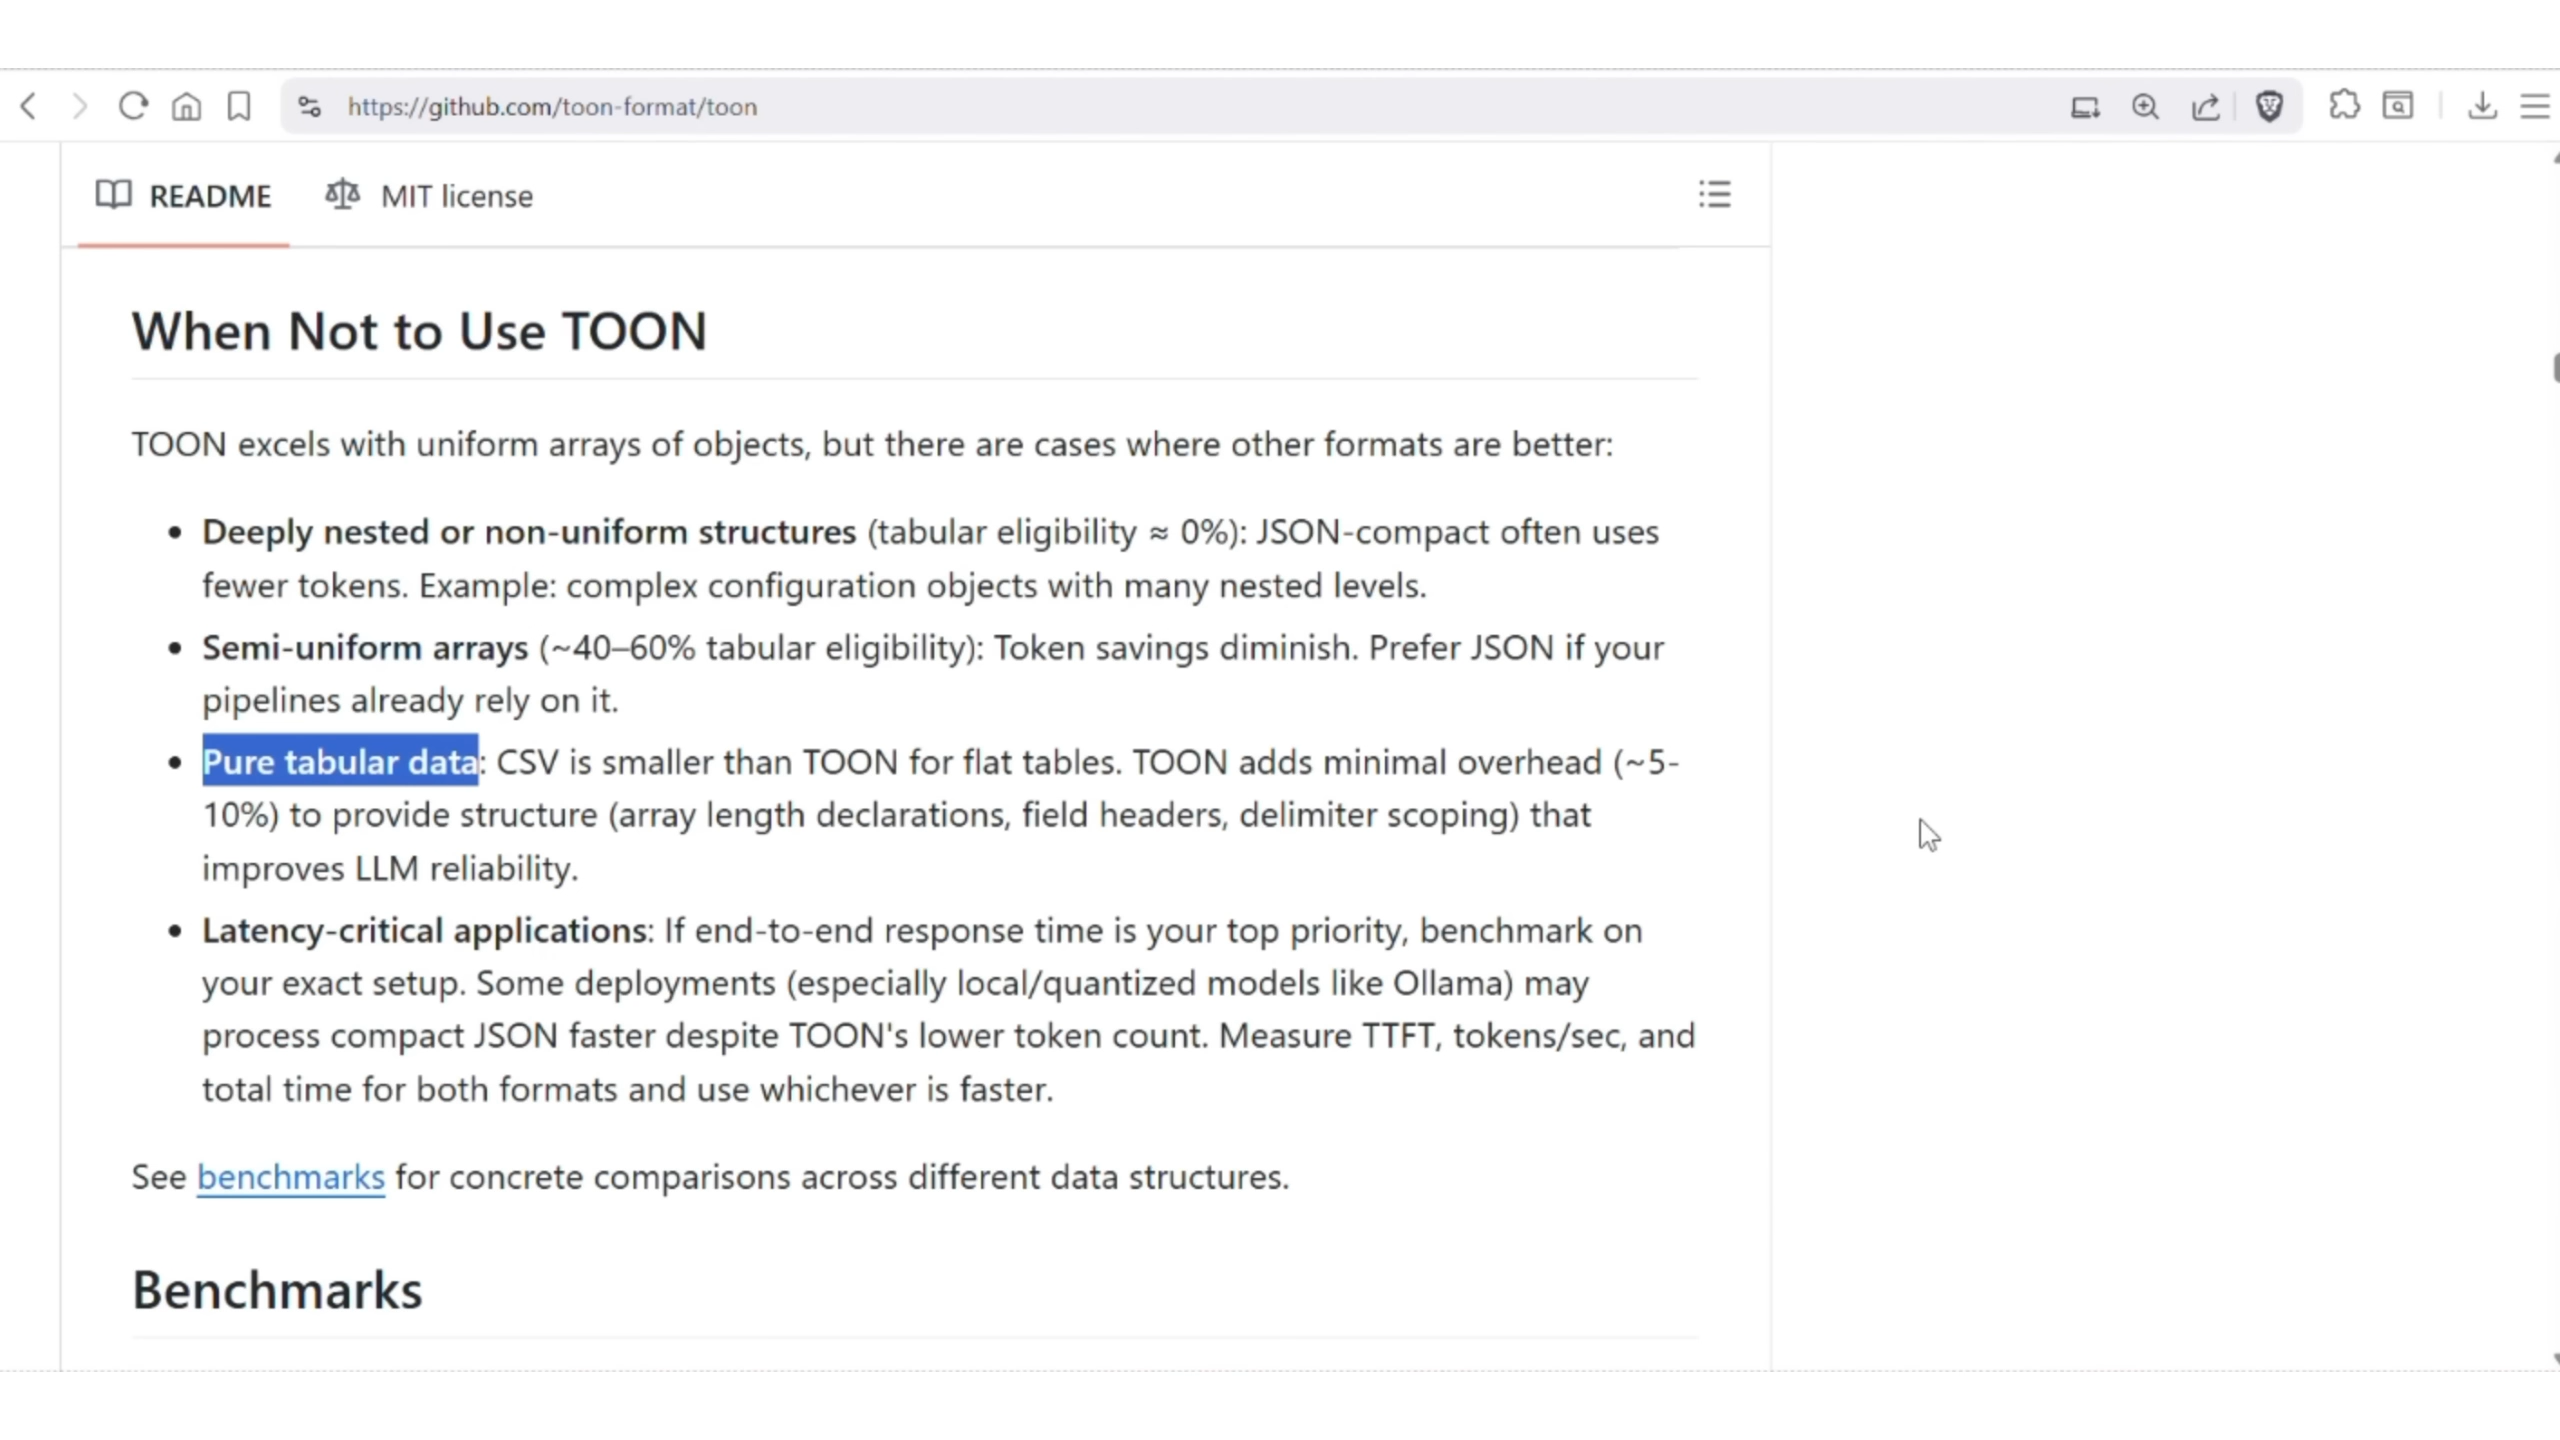 https://github.com/toon-format/toon
README MIT license
When Not to Use TOON
TOON excels with uniform arrays of objects, but there are cases where other formats are better:
• Deeply nested or non-uniform structures (tabular eligibility ≈ 0%): JSON-compact often uses
fewer tokens. Example: complex configuration objects with many nested levels.
• Semi-uniform arrays (~40–60% tabular eligibility): Token savings diminish. Prefer JSON if your
pipelines already rely on it.
• Pure tabular data: CSV is smaller than TOON for flat tables. TOON adds minimal overhead (~5-
10%) to provide structure (array length declarations, field headers, delimiter scoping) that
improves LLM reliability.
• Latency-critical applications: If end-to-end response time is your top priority, benchmark on
your exact setup. Some deployments (especially local/quantized models like Ollama) may
process compact JSON faster despite TOON's lower token count. Measure TTFT, tokens/sec, and
total time for both formats and use whichever is faster.
See benchmarks for concrete comparisons across different data structures.
Benchmarks